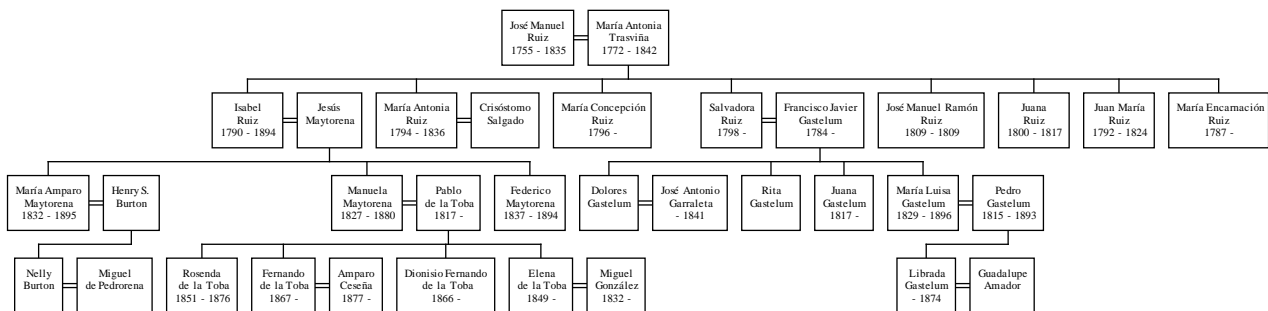 José Manuel
Ruiz
1755 - 1835
María Antonia
Trasviña
1772 - 1842
Isabel
Ruiz
1790 - 1894
Jesús
Maytorena
María Antonia
Ruiz
1794 - 1836
Crisóstomo
Salgado
María Concepción
Ruiz
1796 -
Salvadora
Ruiz
1798 -
Francisco Javier
Gastelum
1784 -
José Manuel Ramón
Ruiz
1809 - 1809
Juana
Ruiz
1800 - 1817
Juan María
Ruiz
1792 - 1824
María Encarnación
Ruiz
1787 -
María Amparo
Maytorena
1832 - 1895
Henry S.
Burton
Manuela
Maytorena
1827 - 1880
Pablo
de la Toba
1817 -
Federico
Maytorena
1837 - 1894
Dolores
Gastelum
José Antonio
Garraleta
- 1841
Rita
Gastelum
Juana
Gastelum
1817 -
María Luisa
Gastelum
1829 - 1896
Pedro
Gastelum
1815 - 1893
Nelly
Burton
Miguel
de Pedrorena
Rosenda
de la Toba
1851 - 1876
Fernando
de la Toba
1867 -
Amparo
Ceseña
1877 -
Dionisio Fernando
de la Toba
1866 -
Elena
de la Toba
1849 -
Miguel
González
1832 -
Librada
Gastelum
- 1874
Guadalupe
Amador